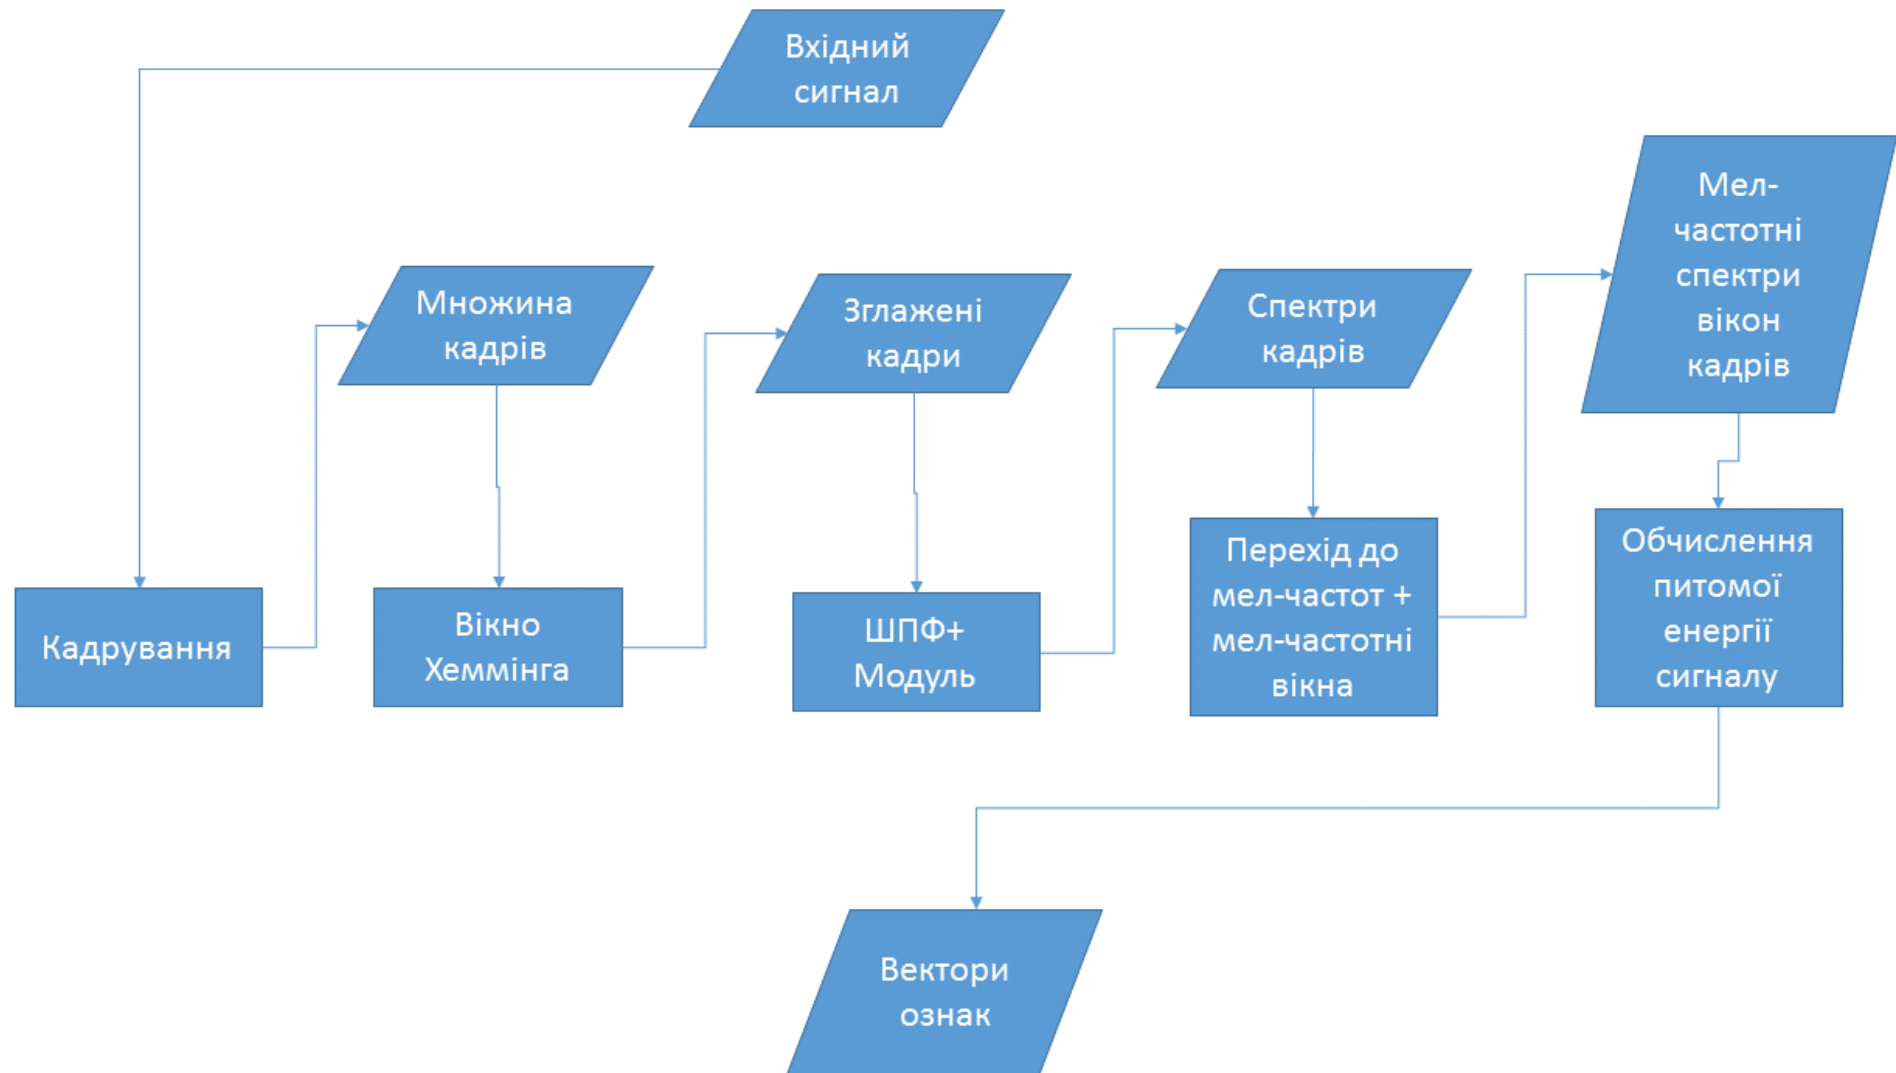 Вхідний
сигнал
Кадрування
Множина
кадрів
Вікно
Хеммінга
Зглажені
кадри
ШПФ+
Модуль
Спектри
кадрів
Перехід до
мел-частот +
мел-частотні
вікна
Мел-
частотні
спектри
вікон
кадрів
Обчислення
питомої
енергії
сигналу
Вектори
ознак